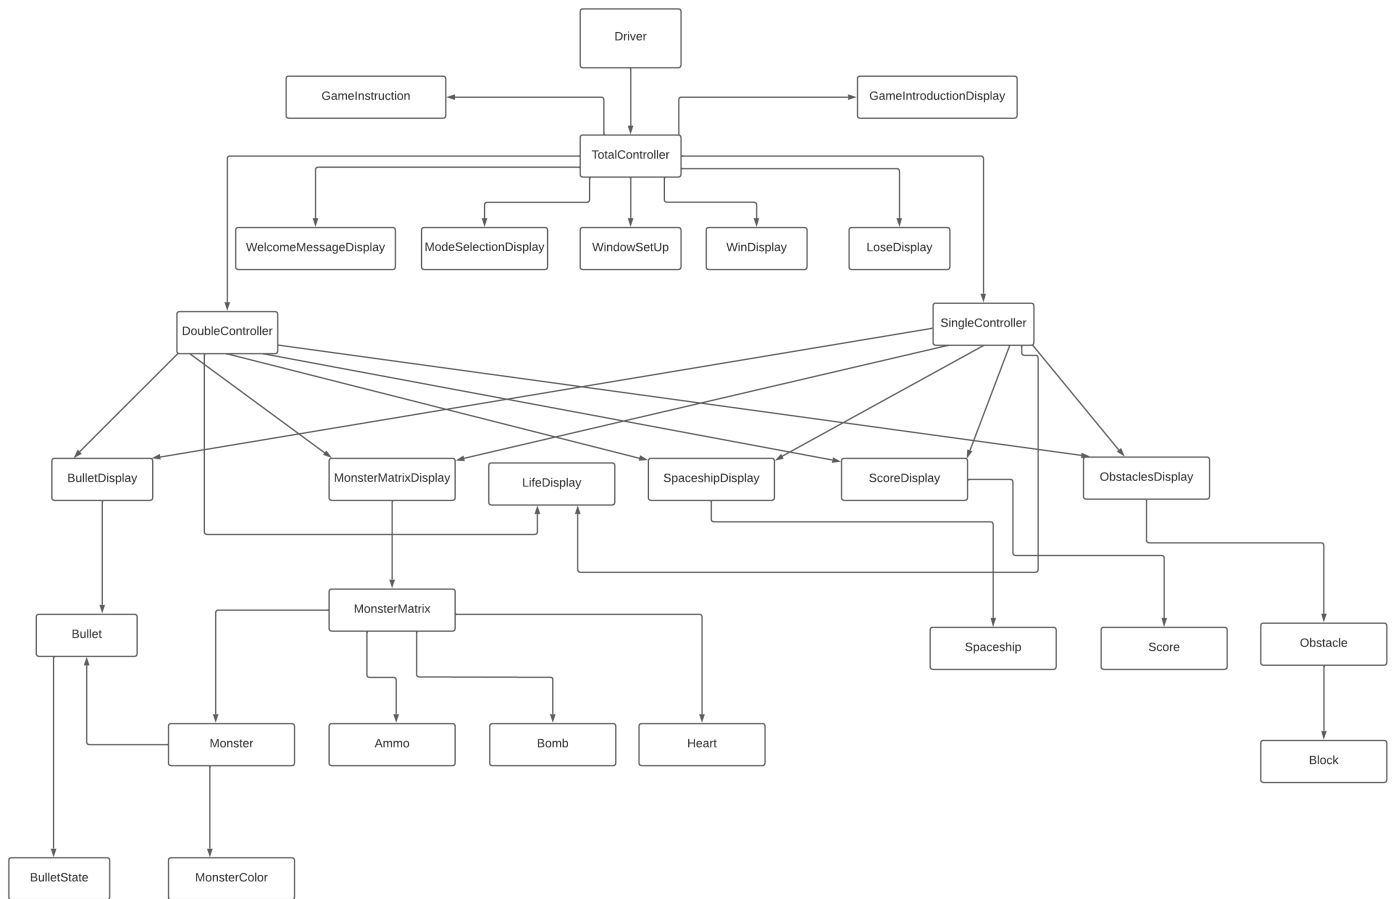 Driver
GameInstruction
GameIntroductionDisplay
TotalController
WelcomeMessageDisplay
ModeSelectionDisplay
WindowSetUp
WinDisplay
LoseDisplay
DoubleController
SingleController
BulletDisplay
MonsterMatrixDisplay
LifeDisplay
SpaceshipDisplay
ScoreDisplay
ObstaclesDisplay
MonsterMatrix
Bullet
Spaceship
Score
Obstacle
Monster
Ammo
Bomb
Heart
Block
BulletState
MonsterColor